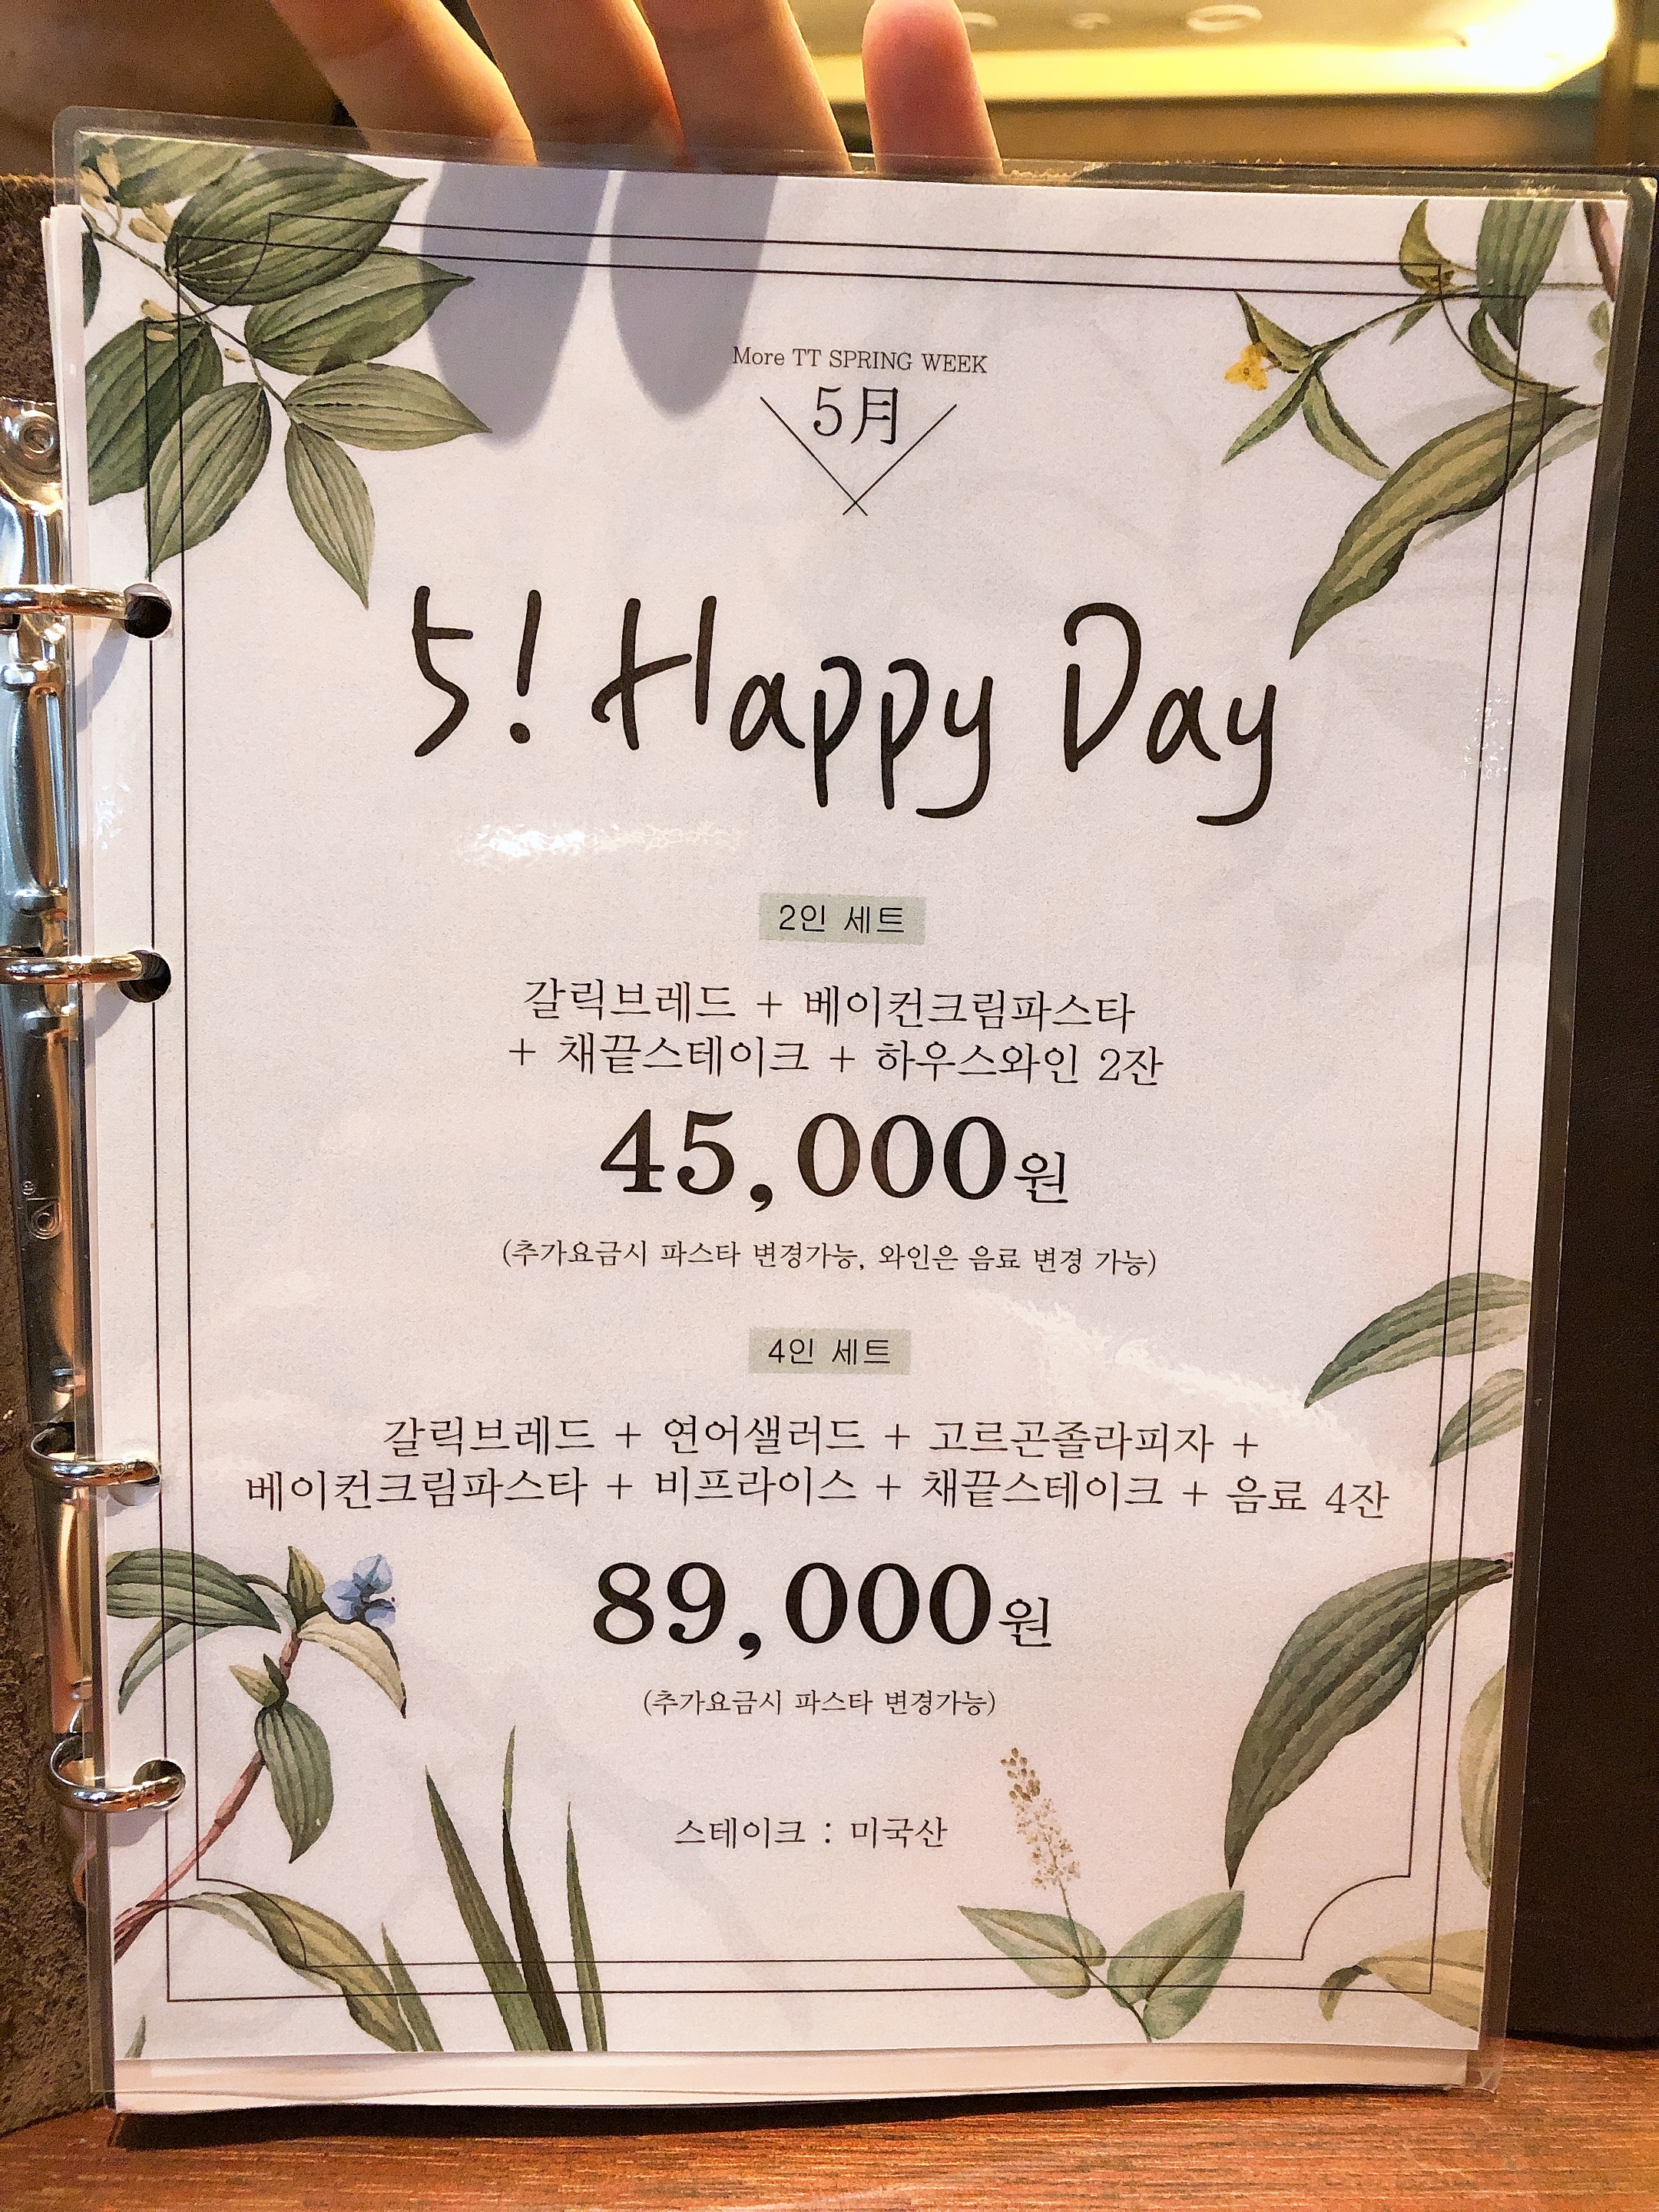 More TT SPRING WEEK
5月
5! Happy Day
2인 세트
갈릭브레드 + 베이컨크림파스타
+ 채끝스테이크 + 하우스와인 2잔
45,000원
(추가요금시 파스타 변경가능, 와인은 음료 변경 가능)
4인 세트
갈릭브레드 + 연어샐러드 + 고르곤졸라피자 +
베이컨크림파스타 + 비프라이스 + 채끝스테이크 + 음료 4잔
89,000원
(추가요금시 파스타 변경가능)
스테이크 : 미국산